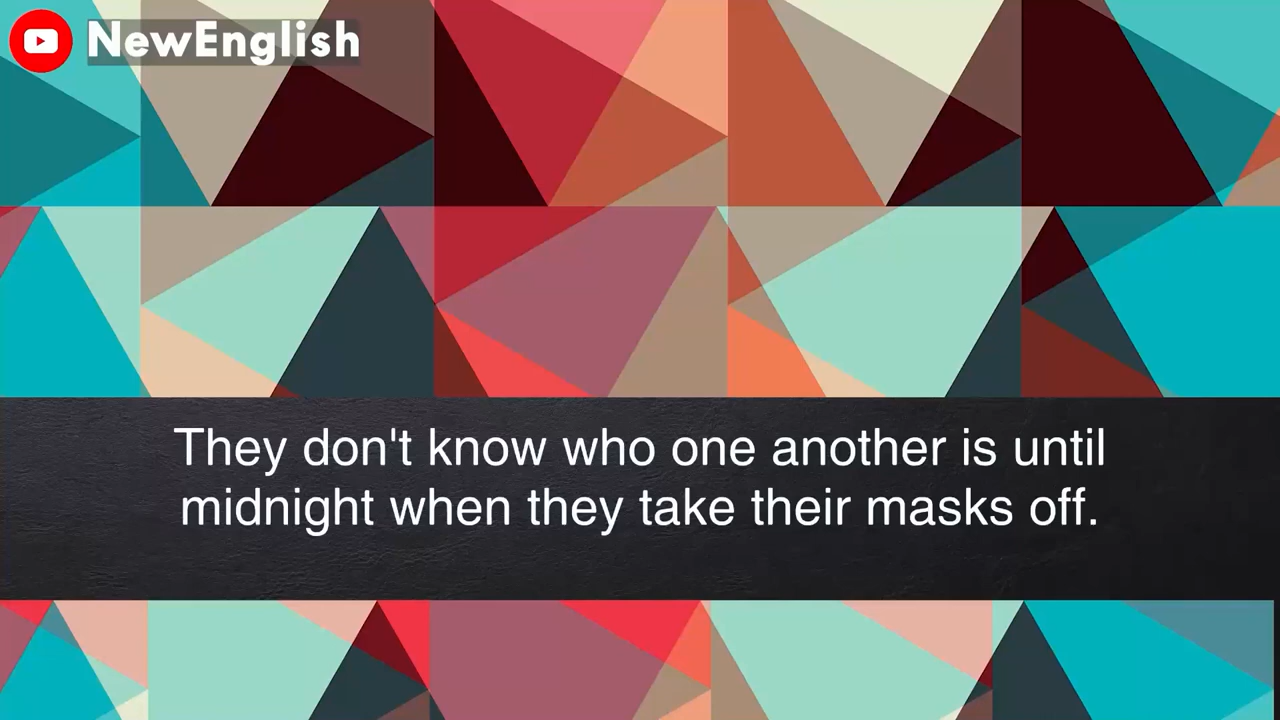 NewEnglish
They don't know who one another is until
midnight when they take their masks off.